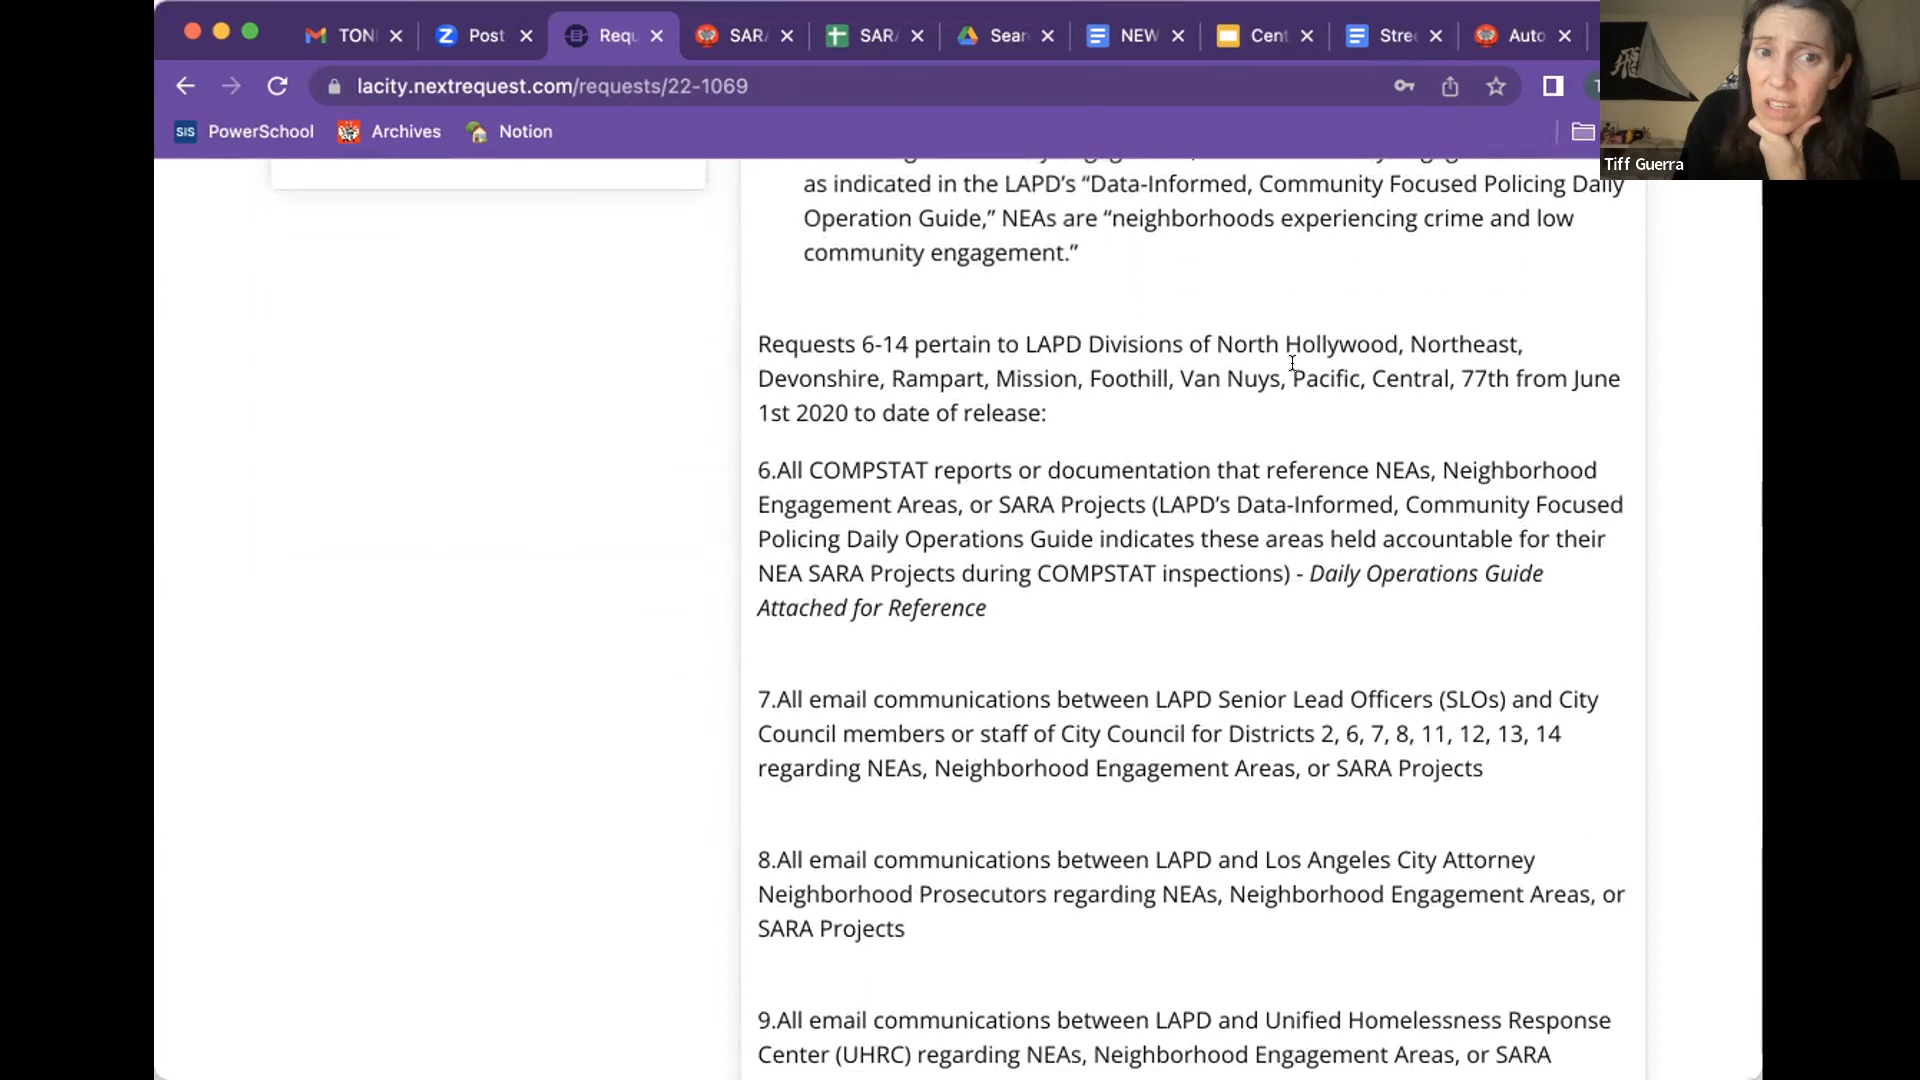 TON
Post
Requ
SARA
SAR
Sear
NEW
Cent
Stree
Auto
lacity.nextrequest.com/requests/22-1069
SIS PowerSchool
Archives
Notion
Tiff Guerra
飛
as indicated in the LAPD’s “Data-Informed, Community Focused Policing Daily
Operation Guide,” NEAs are “neighborhoods experiencing crime and low
community engagement.”
Requests 6-14 pertain to LAPD Divisions of North Hollywood, Northeast,
Devonshire, Rampart, Mission, Foothill, Van Nuys, Pacific, Central, 77th from June
1st 2020 to date of release:
6.All COMPSTAT reports or documentation that reference NEAs, Neighborhood
Engagement Areas, or SARA Projects (LAPD’s Data-Informed, Community Focused
Policing Daily Operations Guide indicates these areas held accountable for their
NEA SARA Projects during COMPSTAT inspections) - Daily Operations Guide
Attached for Reference
7.All email communications between LAPD Senior Lead Officers (SLOs) and City
Council members or staff of City Council for Districts 2, 6, 7, 8, 11, 12, 13, 14
regarding NEAs, Neighborhood Engagement Areas, or SARA Projects
8.All email communications between LAPD and Los Angeles City Attorney
Neighborhood Prosecutors regarding NEAs, Neighborhood Engagement Areas, or
SARA Projects
9.All email communications between LAPD and Unified Homelessness Response
Center (UHRC) regarding NEAs, Neighborhood Engagement Areas, or SARA